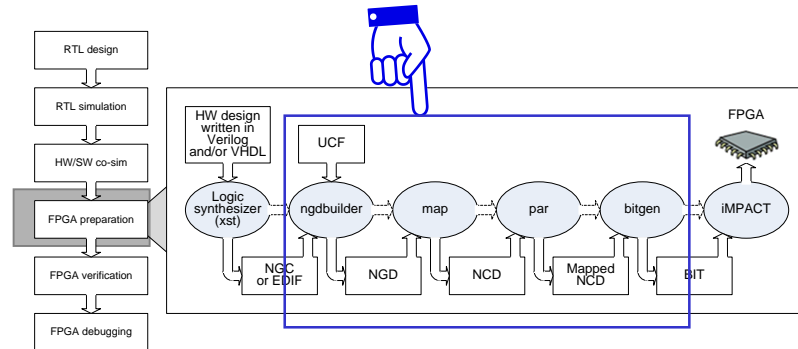 RTL design
RTL simulation
HW/SW co-sim
FPGA preparation
FPGA verification
FPGA debugging
HW design
written in
Verilog
and/or VHDL
UCF
FPGA
Logic
synthesizer
(xst)
ngdbuilder
map
par
bitgen
iMPACT
NGC
or EDIF
NGD
NCD
Mapped
NCD
BIT